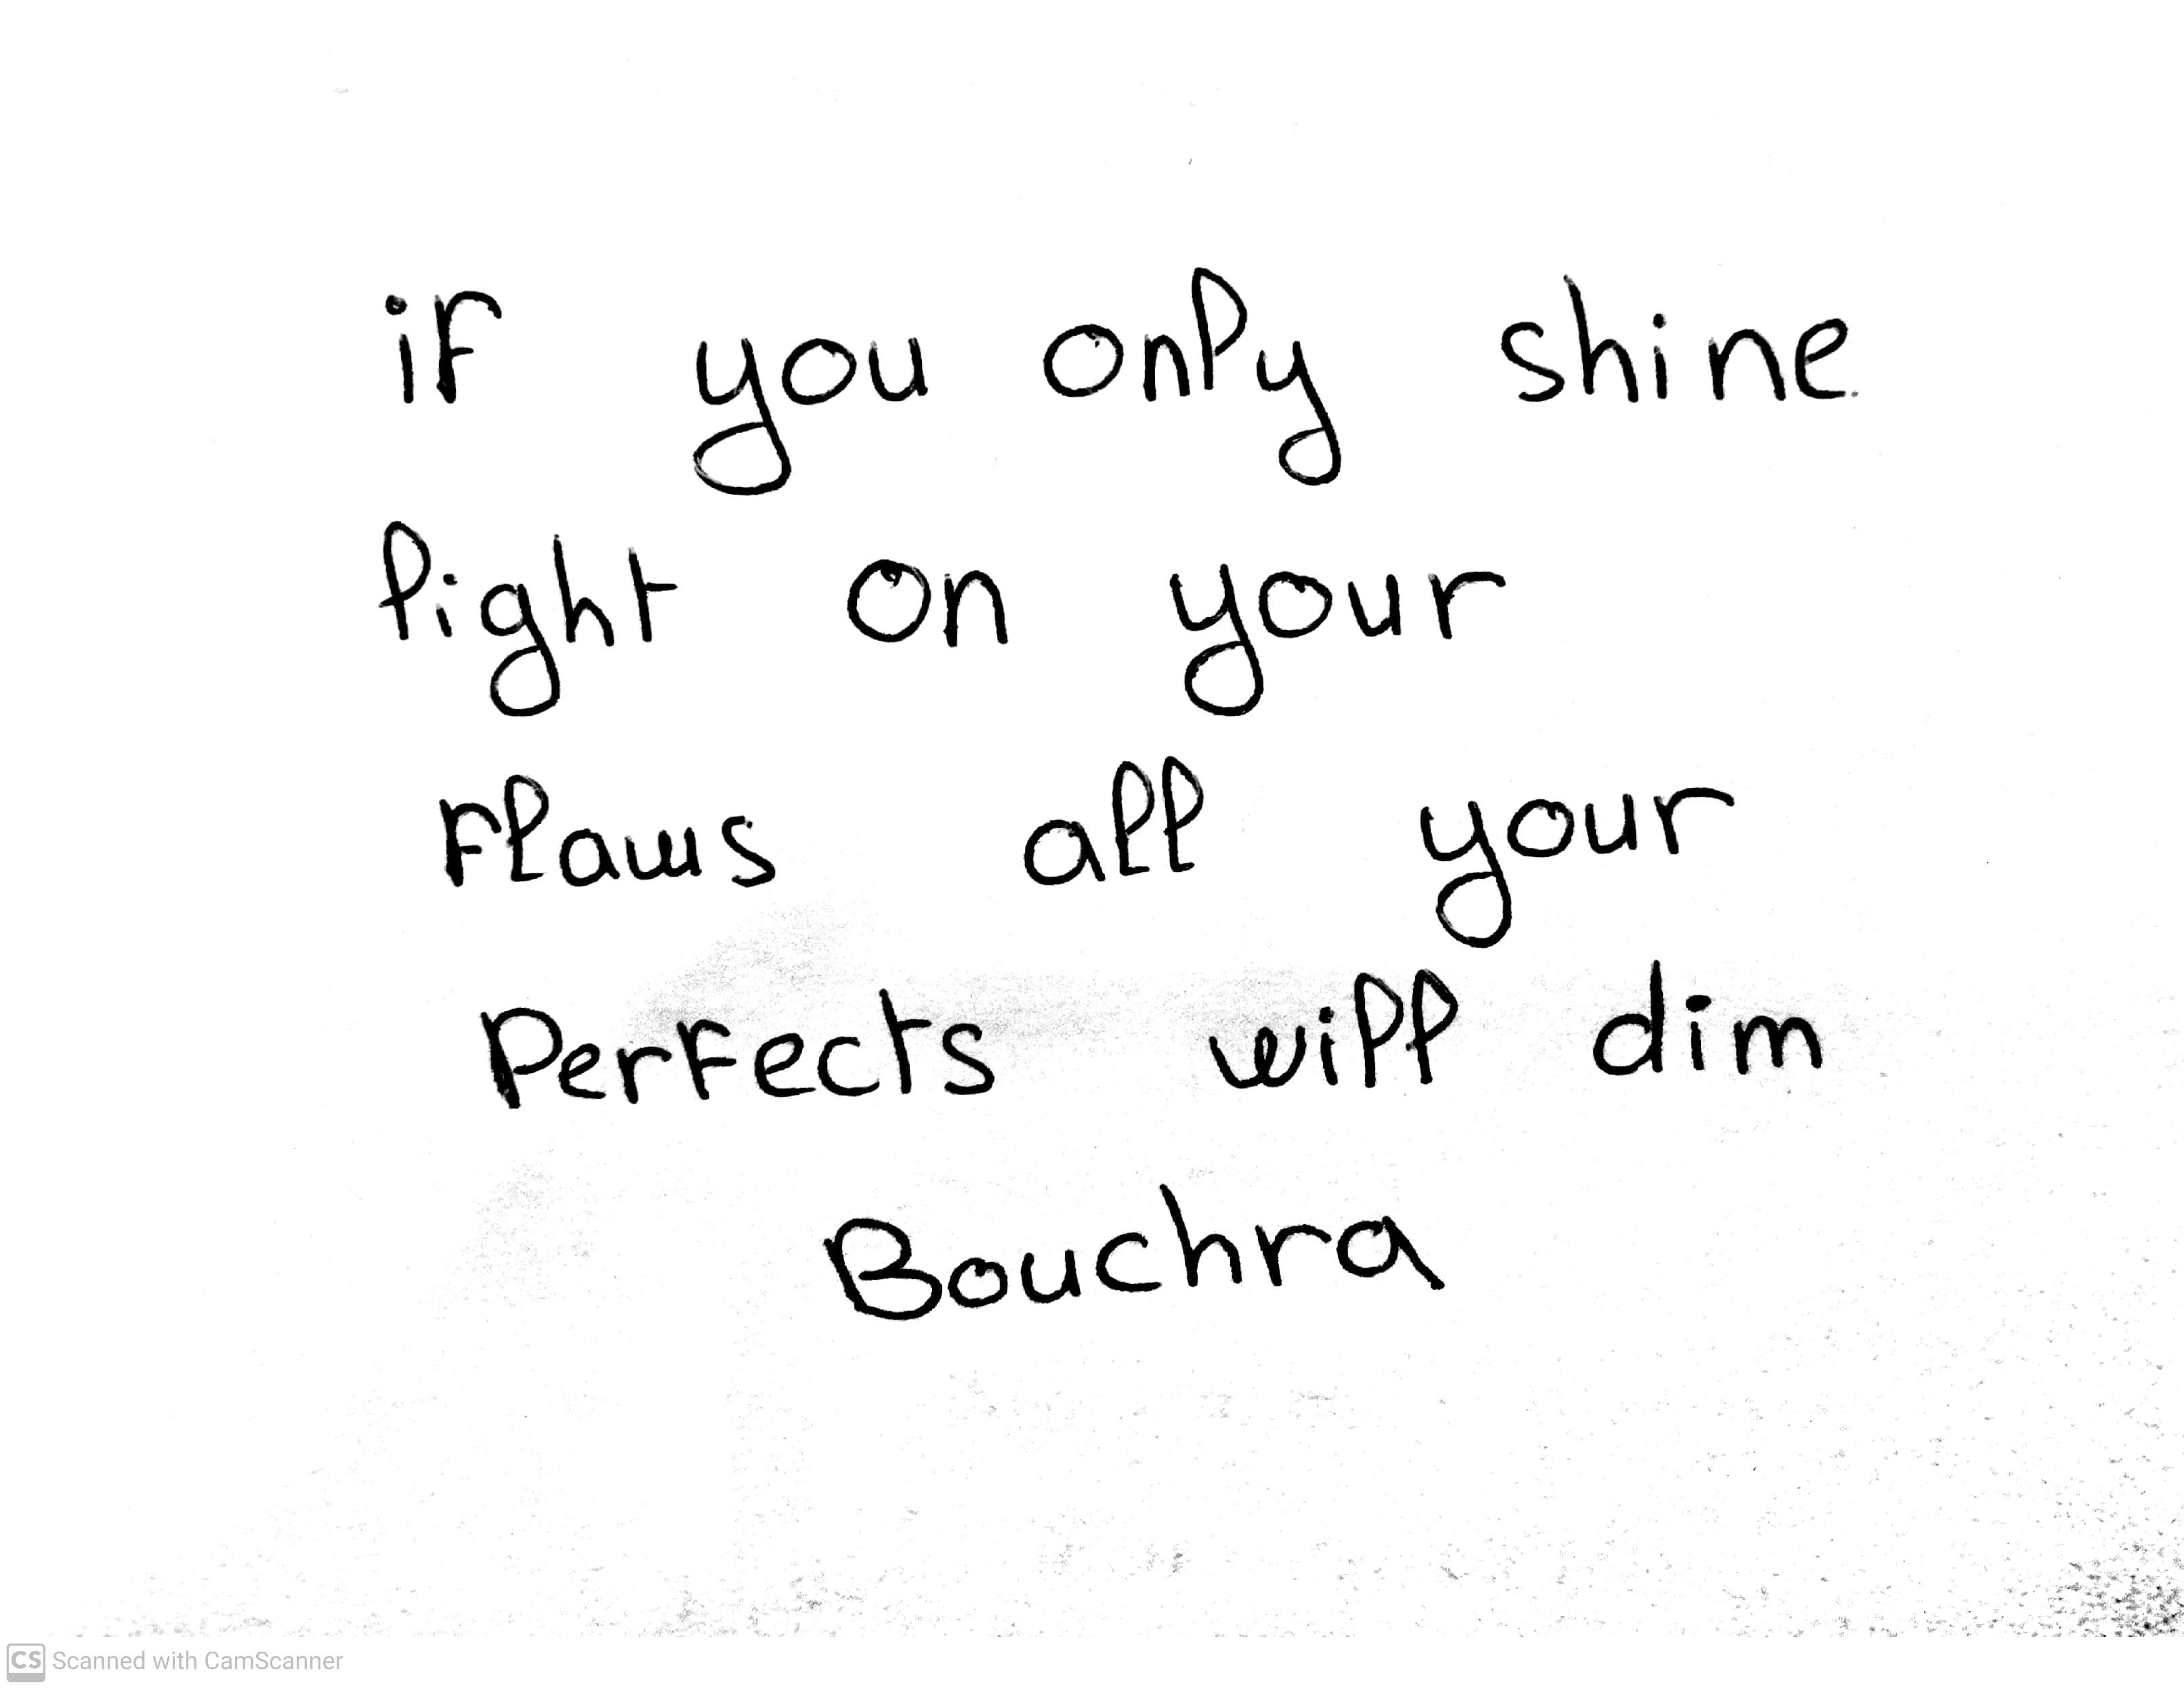 if you only shine
light on your
flaws all your
Perfects will dim
Bouchra
CS Scanned with CamScanner